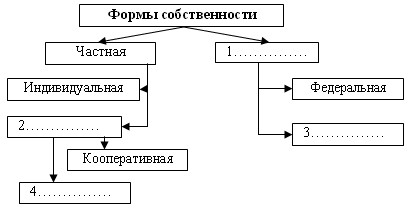 Формы собственности
Частная
1……………
Индивидуальная
Федеральная
2……………
3……………
Кооперативная
4……………